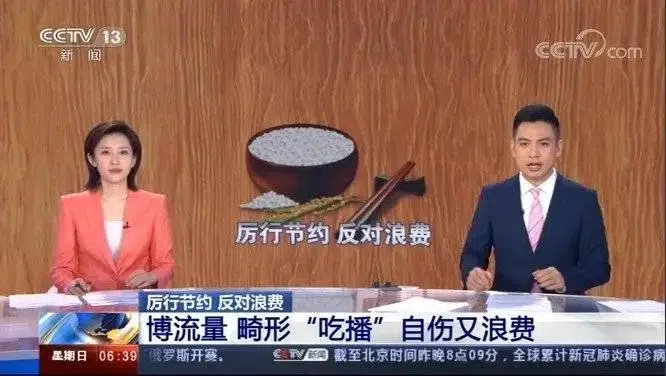 CCTV 13
新闻
CCTV.com
厉行节约 反对浪费
厉行节约 反对浪费
博流量 畸形“吃播”自伤又浪费
星期日 06:39 俄罗斯开赛。 CCTV 新闻 截至北京时间昨晚8点09分，全球累计新冠肺炎确诊病